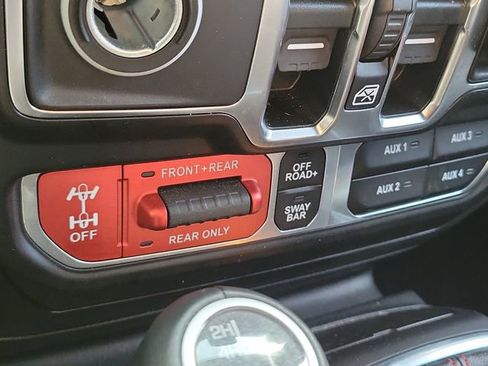 FRONT+REAR
OFF
REAR ONLY
OFF
ROAD+
SWAY
BAR
AUX 1
AUX 3
AUX 2
AUX 4
2H